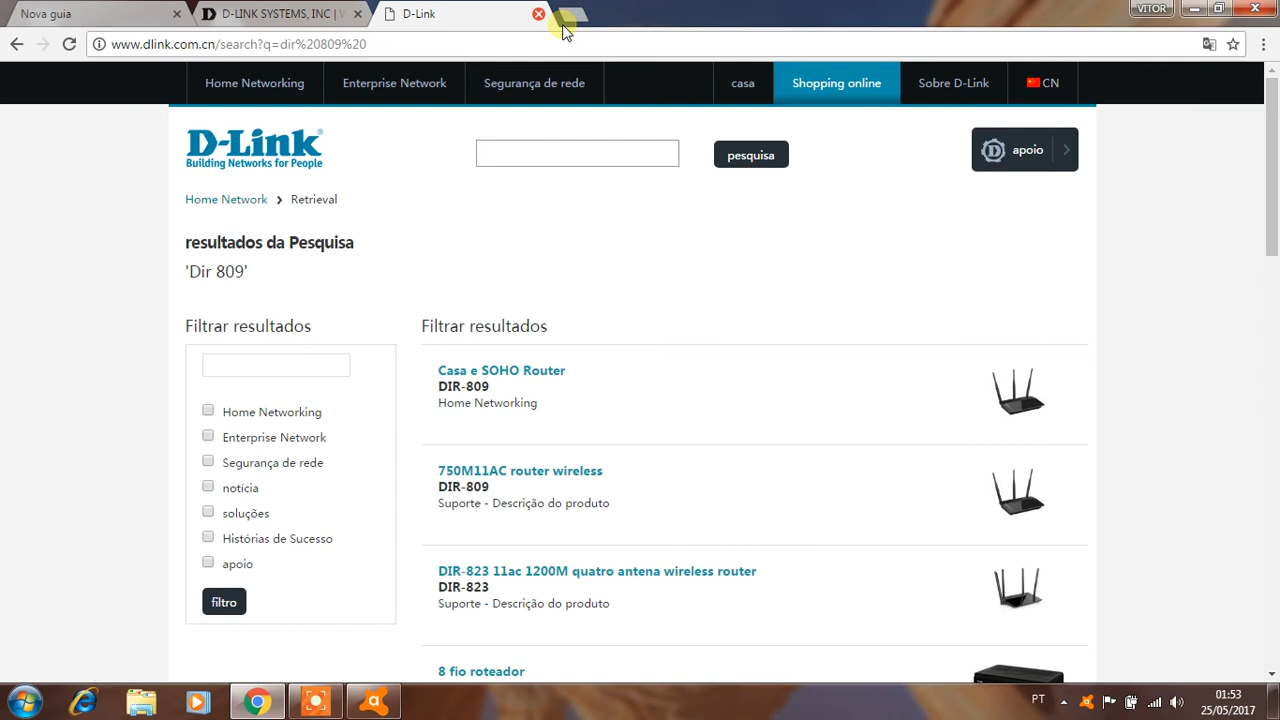 Nova guia
D-LINK SYSTEMS, INC | W
D-Link
VITOR
www.dlink.com.cn/search?q=dir%20809%20
Home Networking
Enterprise Network
Segurança de rede
casa
Shopping online
Sobre D-Link
CN
D-Link®
Building Networks for People
pesquisa
apoio
Home Network
Retrieval
resultados da Pesquisa
'Dir 809'
Filtrar resultados
Home Networking
Enterprise Network
Segurança de rede
notícia
soluções
Histórias de Sucesso
apoio
filtro
Filtrar resultados
Casa e SOHO Router
DIR-809
Home Networking
750M11AC router wireless
DIR-809
Suporte - Descrição do produto
DIR-823 11ac 1200M quatro antena wireless router
DIR-823
Suporte - Descrição do produto
8 fio roteador
PT
01:53
25/05/2017